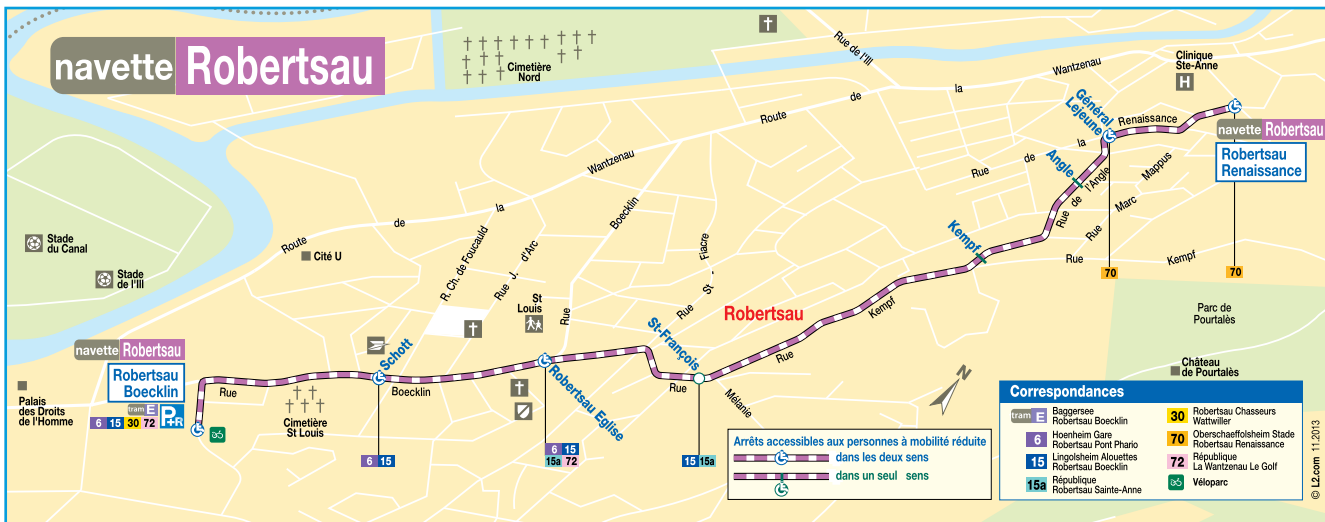 navette Robertsau
Cimetière
Nord
Rue de l'Ill
Route de la Wantzenau
Clinique
Ste-Anne
H
Général
Lejeune
Renaissance
navette Robertsau
Robertsau
Renaissance
Angle
Rue de la
Rue de l'Angle
Rue Marc Mappus
Kempf
Rue Kempf
70
70
Stade
du Canal
Stade
de l'Ill
Route de la Wantzenau
Cité U
R. Ch. de Foucauld
Rue J. d'Arc
Rue Boecklin
St
Louis
Rue St - Fiacre
Robertsau
St-François
Rue Kempf
Parc de
Pourtalès
Château
de Pourtalès
N
navette Robertsau
Robertsau
Boecklin
tram E
P+R
6 15 30 72
Palais
des Droits
de l'Homme
Rue Boecklin
Cimetière
St Louis
Schott
6 15
Robertsau Eglise
6 15
15a 72
Rue Mélanie
15 15a
Arrêts accessibles aux personnes à mobilité réduite
dans les deux sens
dans un seul sens
Correspondances
tram E Baggersee
Robertsau Boecklin
6 Hoenheim Gare
Robertsau Pont Phario
15 Lingolsheim Alouettes
Robertsau Boecklin
15a République
Robertsau Sainte-Anne
30 Robertsau Chasseurs
Wattwiller
70 Oberschaeffolsheim Stade
Robertsau Renaissance
72 République
La Wantzenau Le Golf
Véloparc
© L2.com 11.2013